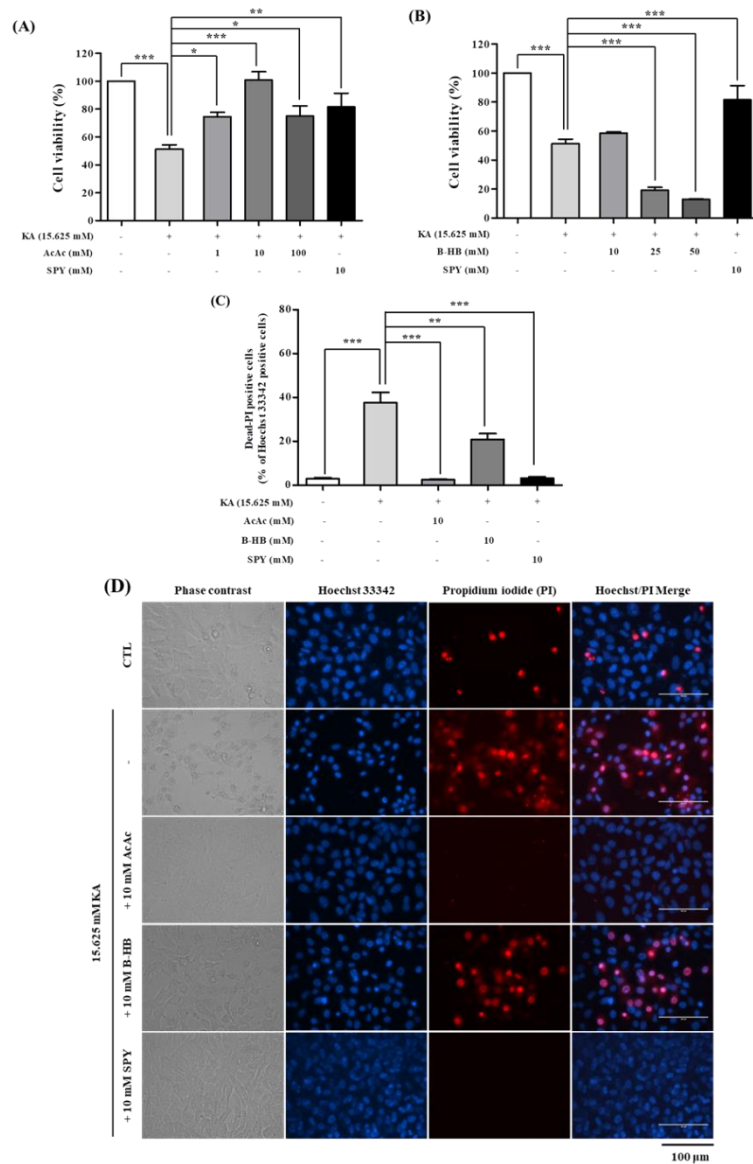 (A)
**
*
***
***
*
Cell viability (%)
120
100
80
60
40
20
0
KA (15.625 mM) - + + + + +
AcAc (mM) - - 1 10 100 -
SPY (mM) - - - - - 10
(B)
***
***
***
***
Cell viability (%)
120
100
80
60
40
20
0
KA (15.625 mM) - + + + + +
B-HB (mM) - - 10 25 50 -
SPY (mM) - - - - - 10
(C)
***
**
***
***
Dead-PI positive cells
(% of Hoechst 33342 positive cells)
80
60
40
20
0
KA (15.625 mM) - + + + +
AcAc (mM) - - 10 - -
B-HB (mM) - - - 10 -
SPY (mM) - - - - 10
(D)
Phase contrast Hoechst 33342 Propidium iodide (PI) Hoechst/PI Merge
CTL
15.625 mM KA
-
+ 10 mM AcAc
+ 10 mM B-HB
+ 10 mM SPY
100 µm